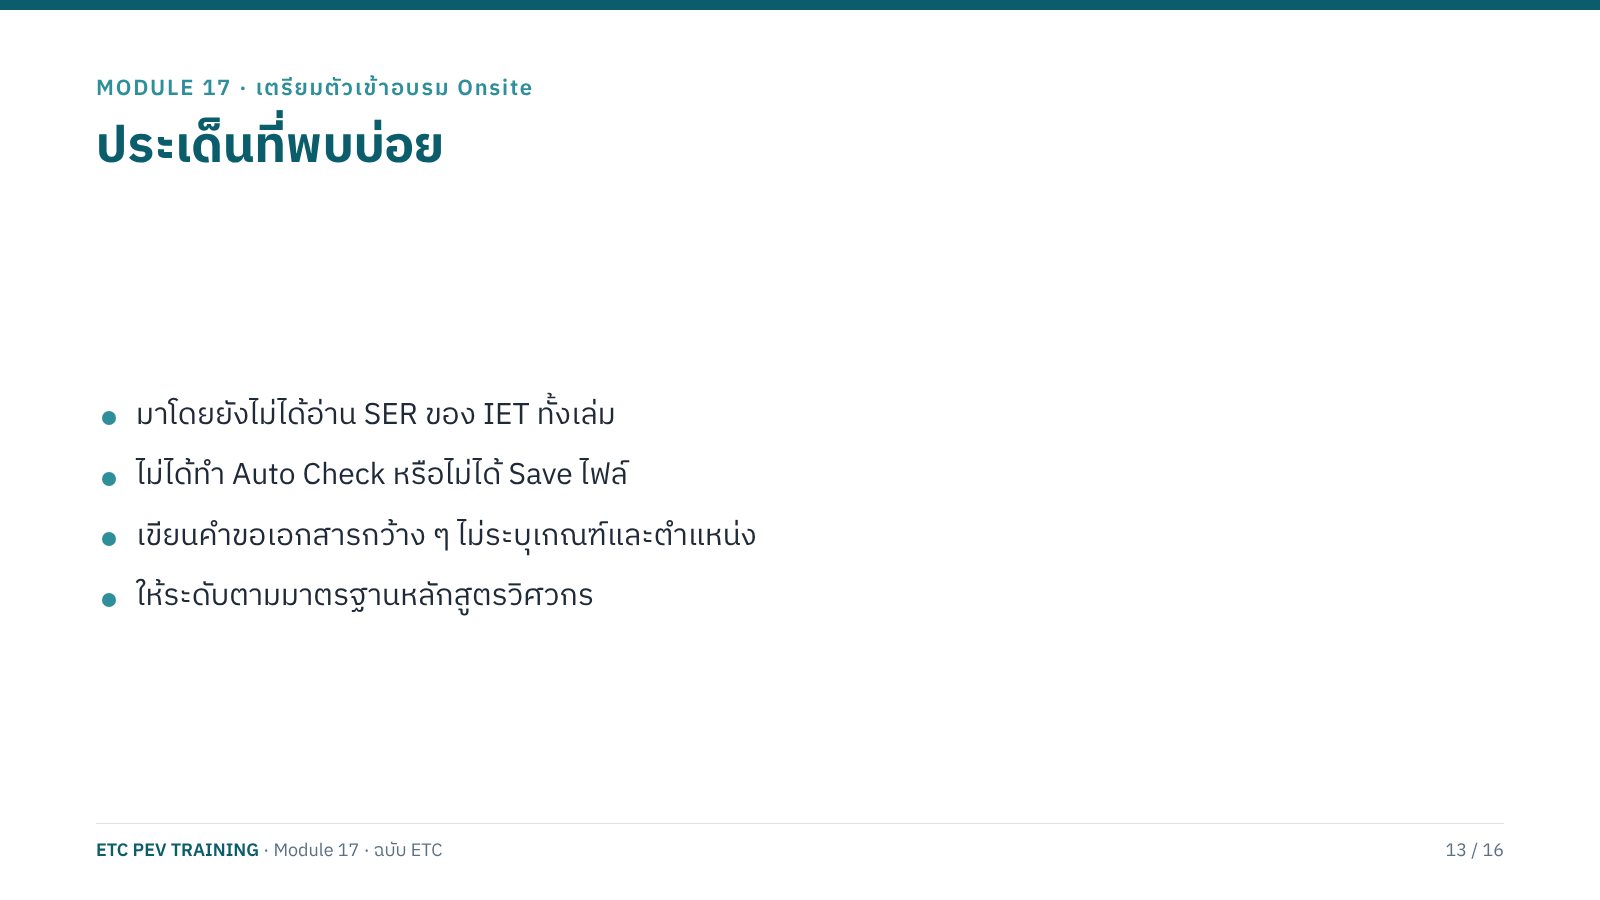 MODULE 17 · เตรียมตัวเข้าอบรม Onsite
ประเด็นที่พบบ่อย
มาโดยยังไม่ได้อ่าน SER ของ IET ทั้งเล่ม
ไม่ได้ทำ Auto Check หรือไม่ได้ Save ไฟล์
เขียนคำขอเอกสารกว้าง ๆ ไม่ระบุเกณฑ์และตำแหน่ง
ให้ระดับตามมาตรฐานหลักสูตรวิศวกร
ETC PEV TRAINING · Module 17 · ฉบับ ETC
13 / 16